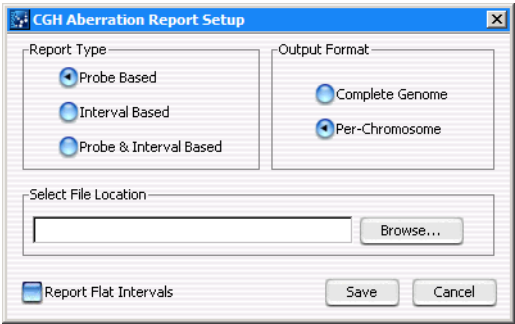 CGH Aberration Report Setup
Report Type
Probe Based
Interval Based
Probe & Interval Based
Output Format
Complete Genome
Per-Chromosome
Select File Location
Browse...
Report Flat Intervals
Save
Cancel